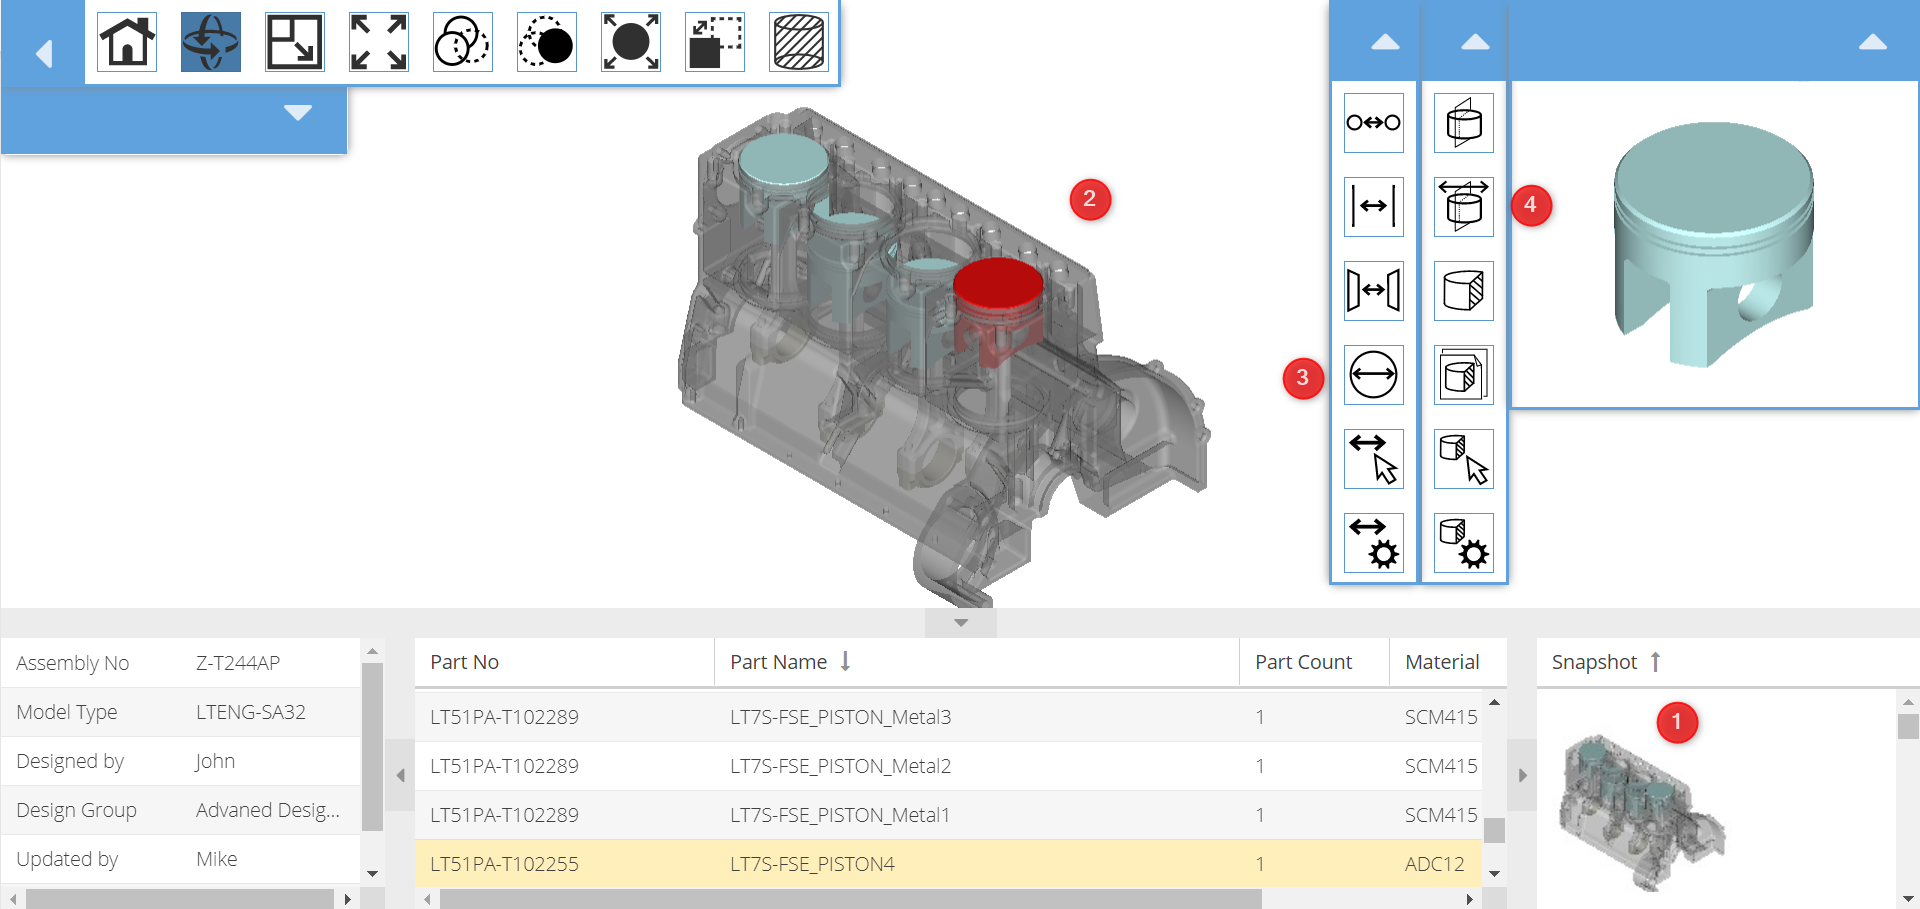 2
4
3
Assembly No Z-T244AP
Model Type LTENG-SA32
Designed by John
Design Group Advaned Desig...
Updated by Mike
Part No Part Name Part Count Material
LT51PA-T102289 LT7S-FSE_PISTON_Metal3 1 SCM415
LT51PA-T102289 LT7S-FSE_PISTON_Metal2 1 SCM415
LT51PA-T102289 LT7S-FSE_PISTON_Metal1 1 SCM415
LT51PA-T102255 LT7S-FSE_PISTON4 1 ADC12
Snapshot
1